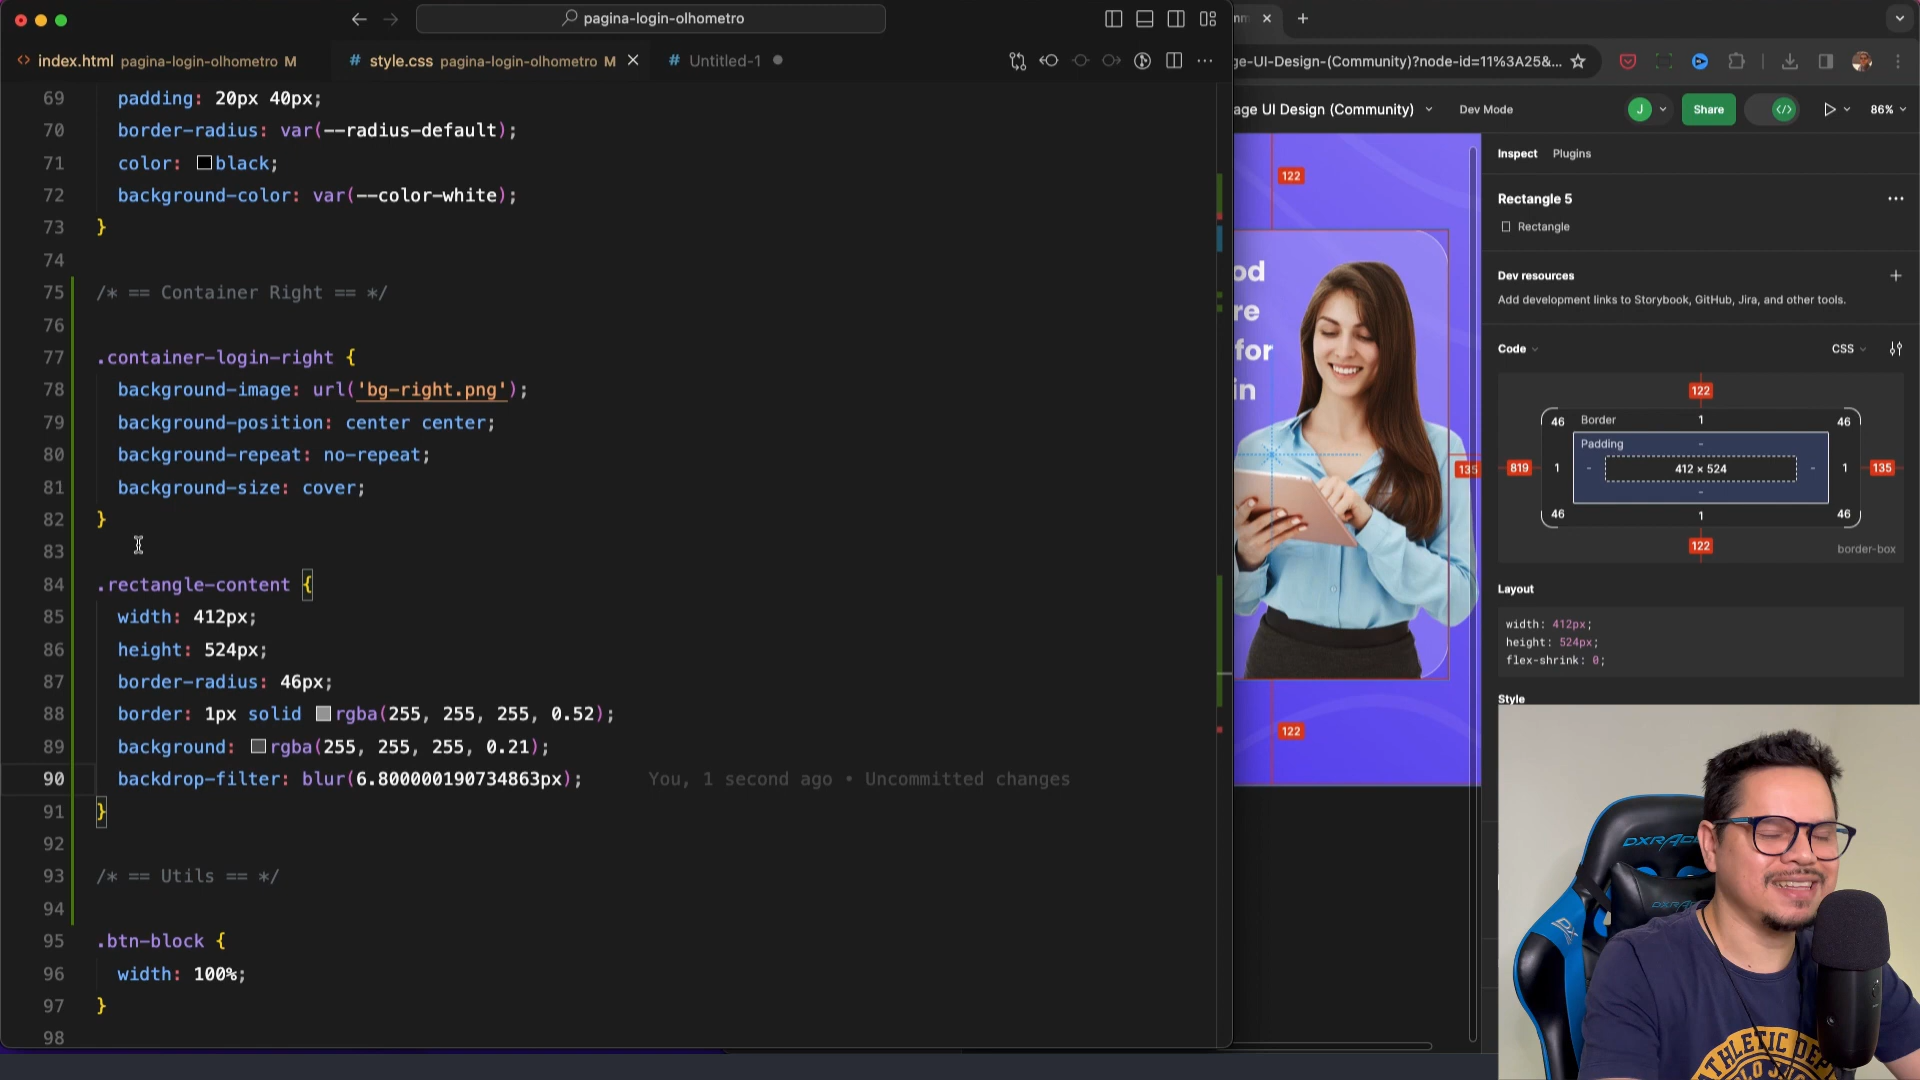 pagina-login-olhometro
index.html pagina-login-olhometro M
# style.css pagina-login-olhometro M
# Untitled-1
69 padding: 20px 40px;
70 border-radius: var(--radius-default);
71 color: black;
72 background-color: var(--color-white);
73 }
74
75 /* == Container Right == */
76
77 .container-login-right {
78 background-image: url('bg-right.png');
79 background-position: center center;
80 background-repeat: no-repeat;
81 background-size: cover;
82 }
83
84 .rectangle-content {
85 width: 412px;
86 height: 524px;
87 border-radius: 46px;
88 border: 1px solid rgba(255, 255, 255, 0.52);
89 background: rgba(255, 255, 255, 0.21);
90 backdrop-filter: blur(6.800000190734863px); You, 1 second ago • Uncommitted changes
91 }
92
93 /* == Utils == */
94
95 .btn-block {
96 width: 100%;
97 }
98
ge-UI-Design-(Community)?node-id=11%3A25&...
age UI Design (Community)
Dev Mode
J
Share
86%
122
od
re
for
in
135
122
Inspect Plugins
Rectangle 5
Rectangle
Dev resources
Add development links to Storybook, GitHub, Jira, and other tools.
Code
CSS
122
46 Border 1 46
Padding -
819 1 - 412 × 524 - 1 135
-
46 1 46
122
border-box
Layout
width: 412px;
height: 524px;
flex-shrink: 0;
Style
ATHLETIC DEP